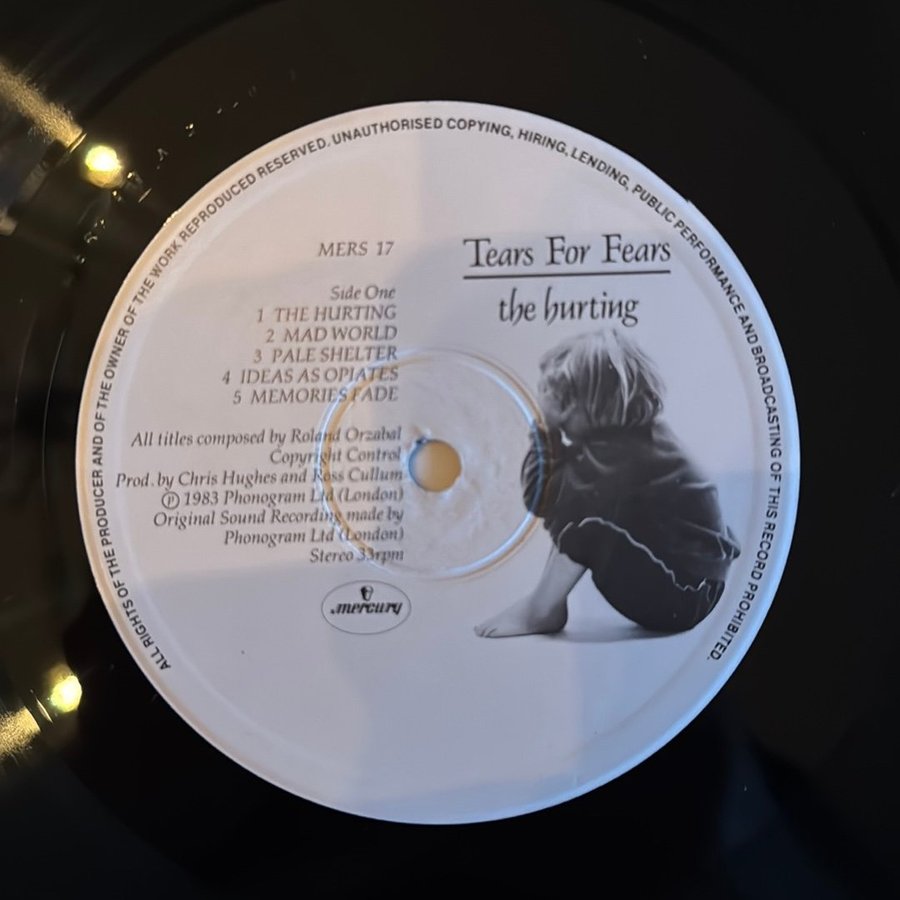 ALL RIGHTS OF THE PRODUCER AND OF THE OWNER OF THE WORK REPRODUCED RESERVED. UNAUTHORISED COPYING, HIRING, LENDING, PUBLIC PERFORMANCE AND BROADCASTING OF THIS RECORD PROHIBITED.
MERS 17
Side One
1 THE HURTING
2 MAD WORLD
3 PALE SHELTER
4 IDEAS AS OPIATES
5 MEMORIES FADE
All titles composed by Roland Orzabal
Copyright Control
Prod. by Chris Hughes and Ross Cullum
Ⓟ 1983 Phonogram Ltd (London)
Original Sound Recording made by
Phonogram Ltd (London)
Stereo 33rpm
mercury
Tears For Fears
the hurting